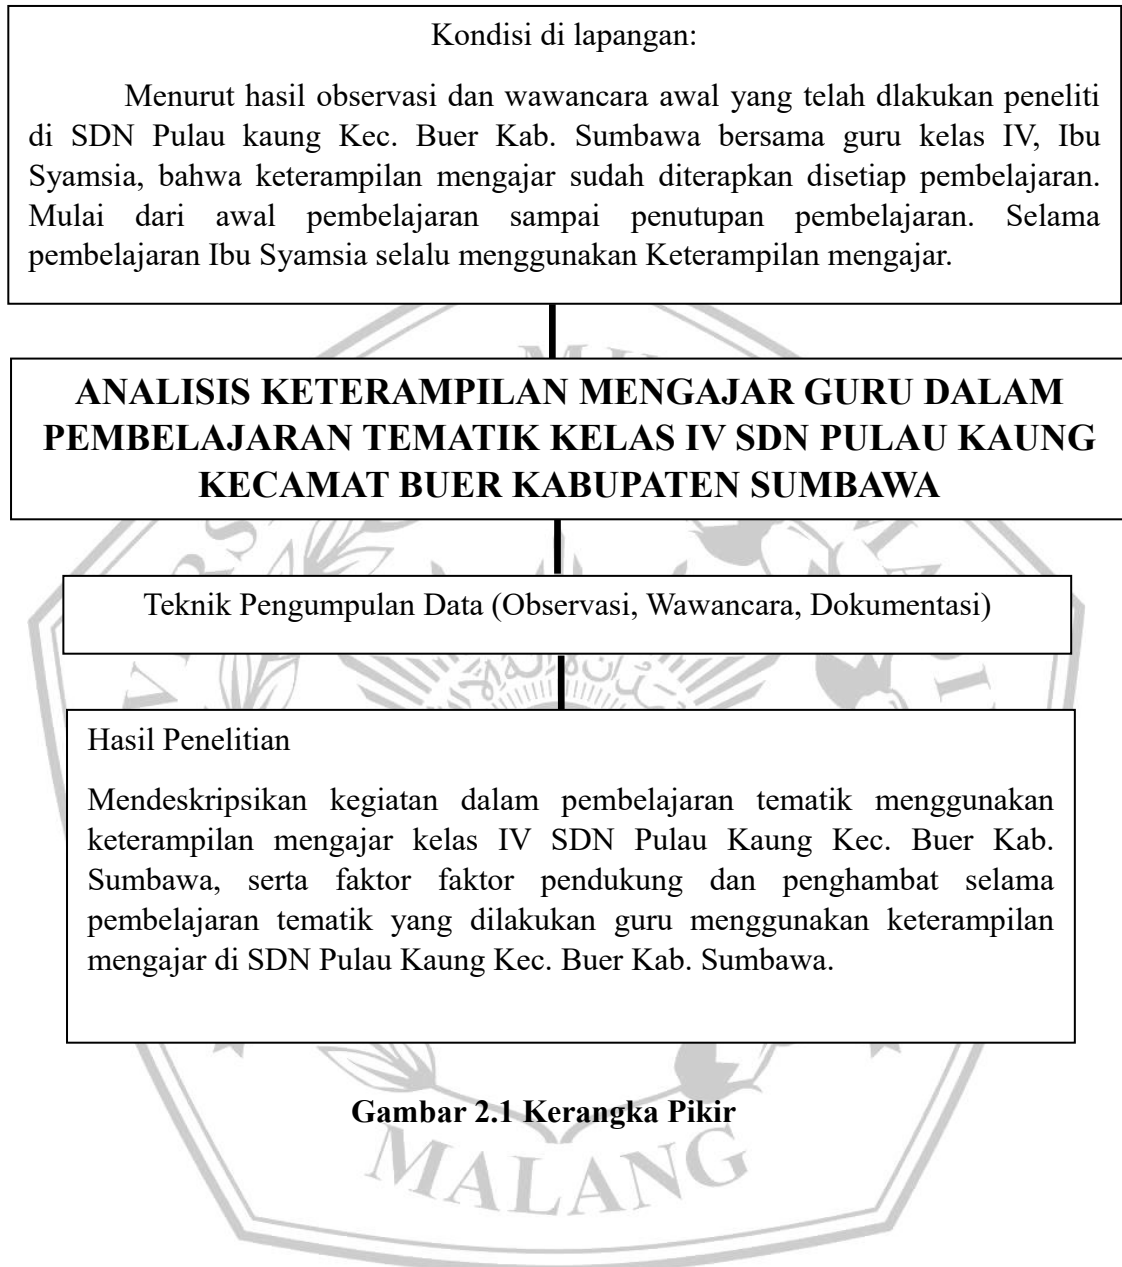 Kondisi di lapangan:
Menurut hasil observasi dan wawancara awal yang telah dlakukan peneliti
di SDN Pulau kaung Kec. Buer Kab. Sumbawa bersama guru kelas IV, Ibu
Syamsia, bahwa keterampilan mengajar sudah diterapkan disetiap pembelajaran.
Mulai dari awal pembelajaran sampai penutupan pembelajaran. Selama
pembelajaran Ibu Syamsia selalu menggunakan Keterampilan mengajar.
ANALISIS KETERAMPILAN MENGAJAR GURU DALAM
PEMBELAJARAN TEMATIK KELAS IV SDN PULAU KAUNG
KECAMAT BUER KABUPATEN SUMBAWA
Teknik Pengumpulan Data (Observasi, Wawancara, Dokumentasi)
Hasil Penelitian
Mendeskripsikan kegiatan dalam pembelajaran tematik menggunakan
keterampilan mengajar kelas IV SDN Pulau Kaung Kec. Buer Kab.
Sumbawa, serta faktor faktor pendukung dan penghambat selama
pembelajaran tematik yang dilakukan guru menggunakan keterampilan
mengajar di SDN Pulau Kaung Kec. Buer Kab. Sumbawa.
Gambar 2.1 Kerangka Pikir
MALANG